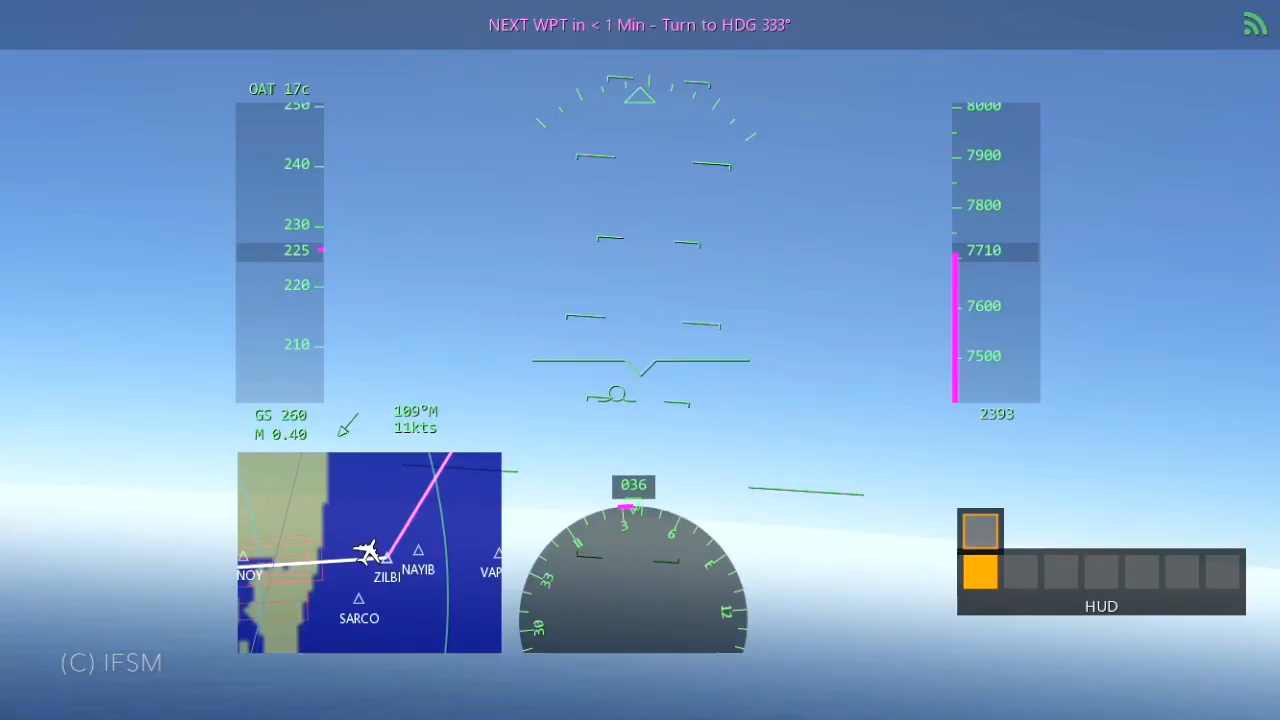 NEXT WPT in < 1 Min - Turn to HDG 333°
OAT 17c
250
240
230
225
220
210
GS 260
M 0.40
109°M
11kts
8000
7900
7800
7710
7600
7500
2393
036
30
33
N
3
6
E
12
NOY
ZILBI
NAYIB
VAP
SARCO
HUD
(C) IFSM